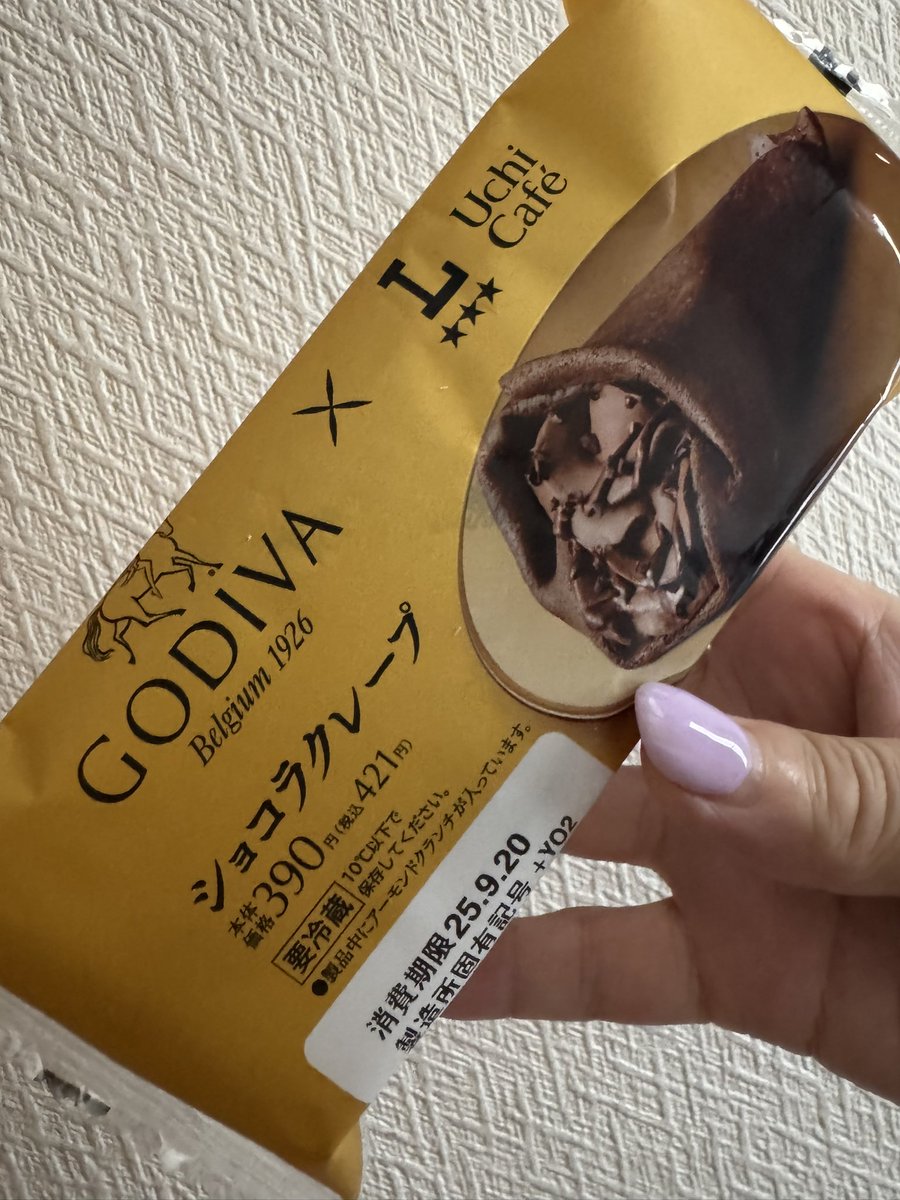 Uchi
Café
L
×
GODIVA
Belgium 1926
ショコラクレープ
本体
価格390円(税込421円)
要冷蔵
10℃以下で
保存してください。
●製品中にアーモンドクランチが入っています。
消費期限25.9.20
製造所固有記号 +YO2